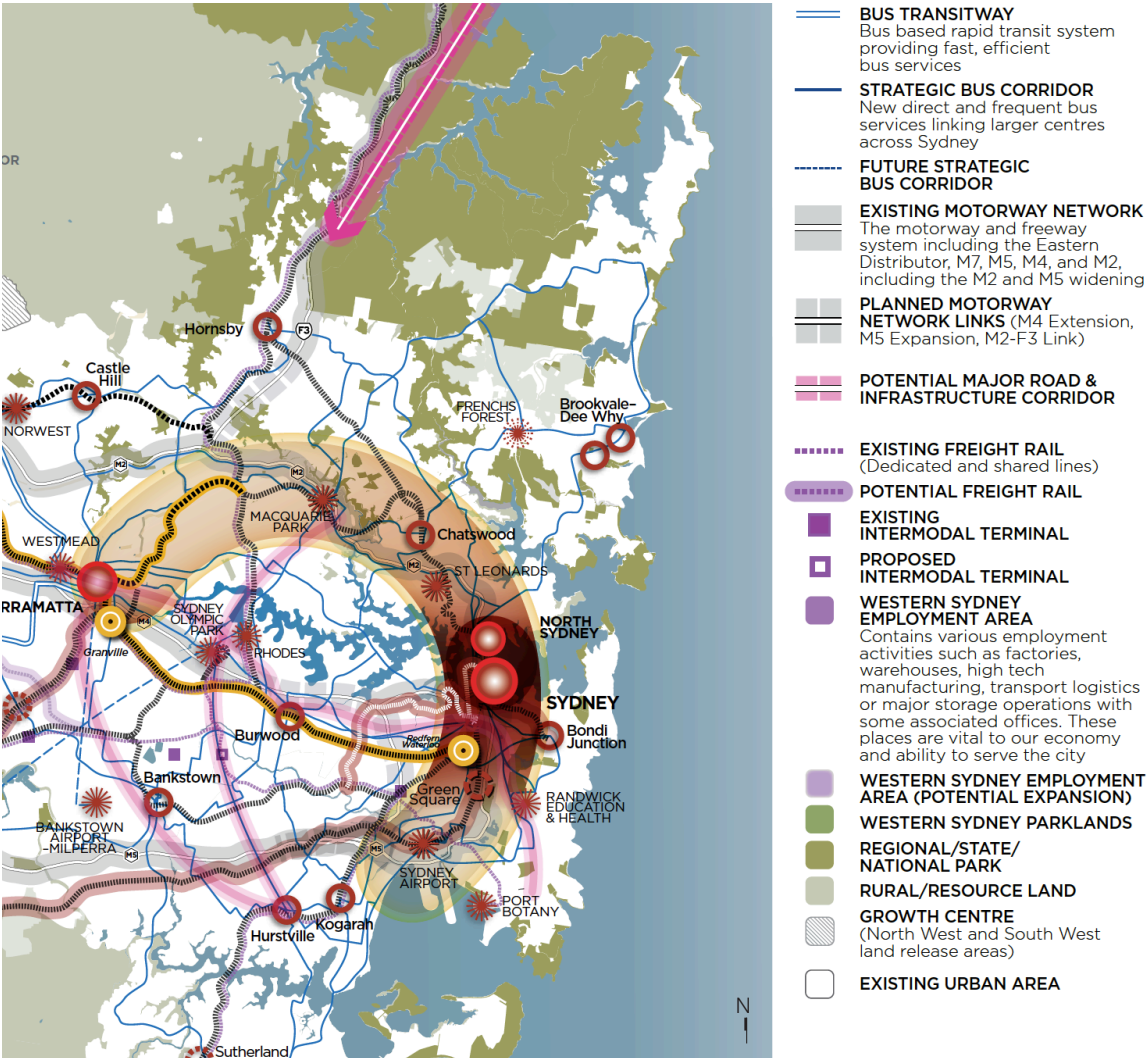 OR
Hornsby
F3
Castle
Hill
NORWEST
FRENCHS
FOREST
Brookvale–
Dee Why
M2
M2
MACQUARIE
PARK
Chatswood
WESTMEAD
M2
ST LEONARDS
RRAMATTA
SYDNEY
OLYMPIC
PARK
M4
NORTH
SYDNEY
Granville
RHODES
SYDNEY
Burwood
Redfern
Waterloo
Bondi
Junction
Bankstown
Green
Square
RANDWICK
EDUCATION
& HEALTH
BANKSTOWN
AIRPORT
–MILPERRA
M5
M5
SYDNEY
AIRPORT
PORT
BOTANY
Kogarah
Hurstville
Sutherland
N
BUS TRANSITWAY
Bus based rapid transit system
providing fast, efficient
bus services
STRATEGIC BUS CORRIDOR
New direct and frequent bus
services linking larger centres
across Sydney
FUTURE STRATEGIC
BUS CORRIDOR
EXISTING MOTORWAY NETWORK
The motorway and freeway
system including the Eastern
Distributor, M7, M5, M4, and M2,
including the M2 and M5 widening
PLANNED MOTORWAY
NETWORK LINKS (M4 Extension,
M5 Expansion, M2-F3 Link)
POTENTIAL MAJOR ROAD &
INFRASTRUCTURE CORRIDOR
EXISTING FREIGHT RAIL
(Dedicated and shared lines)
POTENTIAL FREIGHT RAIL
EXISTING
INTERMODAL TERMINAL
PROPOSED
INTERMODAL TERMINAL
WESTERN SYDNEY
EMPLOYMENT AREA
Contains various employment
activities such as factories,
warehouses, high tech
manufacturing, transport logistics
or major storage operations with
some associated offices. These
places are vital to our economy
and ability to serve the city
WESTERN SYDNEY EMPLOYMENT
AREA (POTENTIAL EXPANSION)
WESTERN SYDNEY PARKLANDS
REGIONAL/STATE/
NATIONAL PARK
RURAL/RESOURCE LAND
GROWTH CENTRE
(North West and South West
land release areas)
EXISTING URBAN AREA